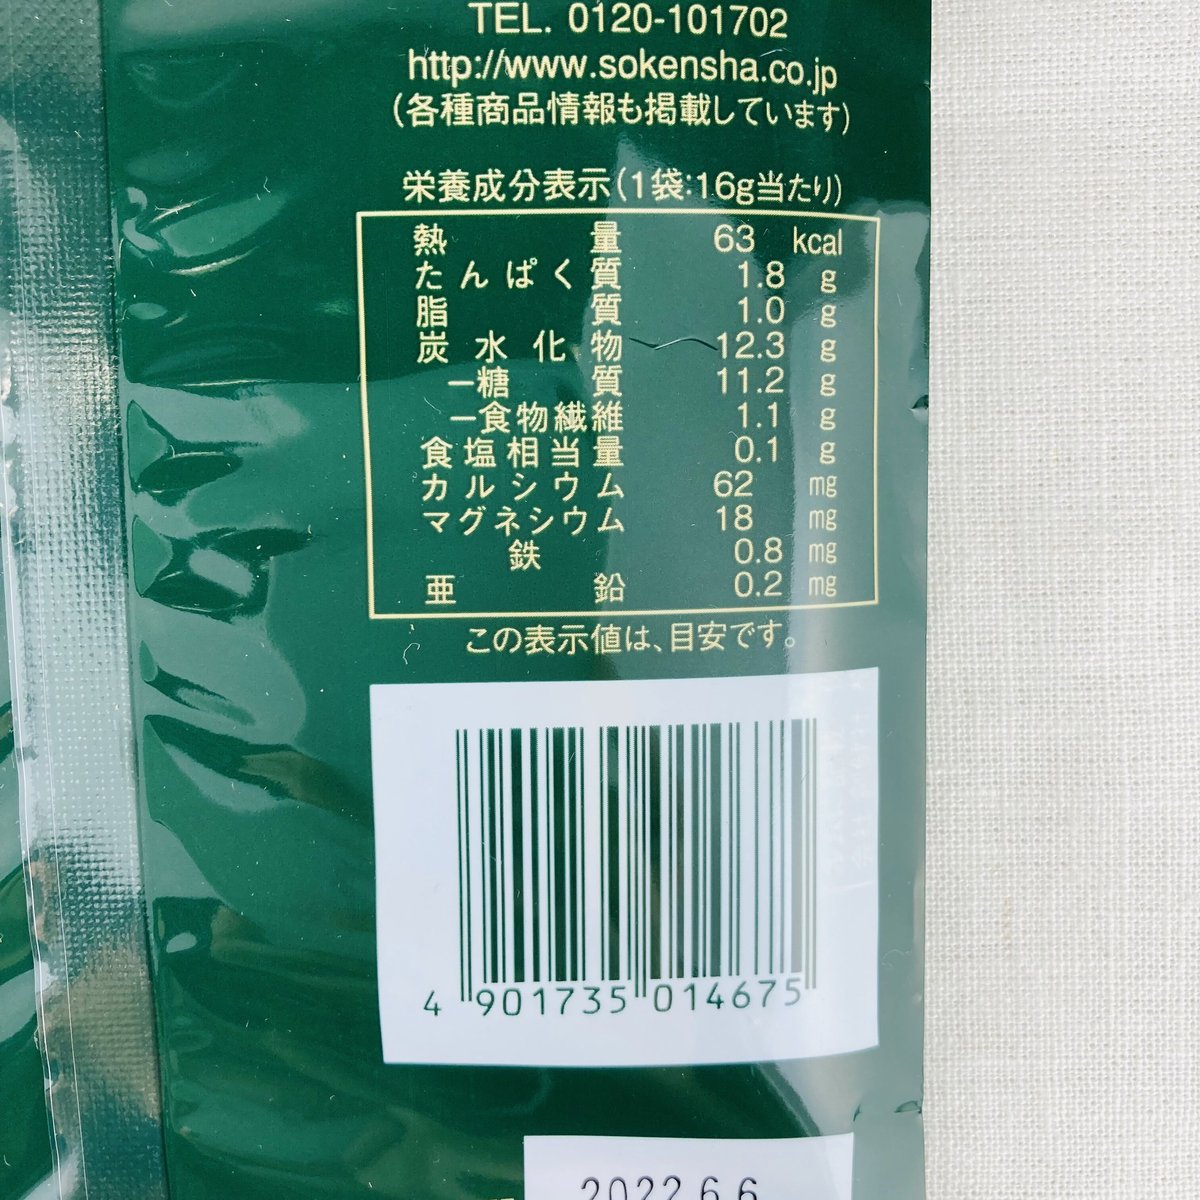 TEL. 0120-101702
http://www.sokensha.co.jp
(各種商品情報も掲載しています)
栄養成分表示(1袋:16g当たり)
熱量 63 kcal
たんぱく質 1.8 g
脂質 1.0 g
炭水化物 12.3 g
－糖質 11.2 g
－食物繊維 1.1 g
食塩相当量 0.1 g
カルシウム 62 mg
マグネシウム 18 mg
鉄 0.8 mg
亜鉛 0.2 mg
この表示値は、目安です。
4 901735 014675
2022.6.6